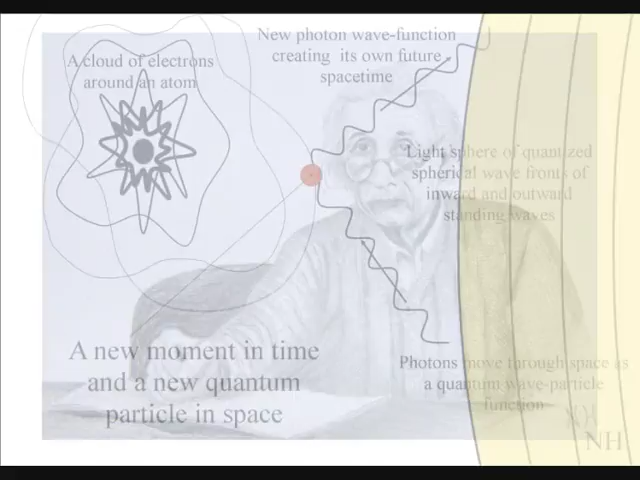 New photon wave-function
creating its own future
spacetime
A cloud of electrons
around an atom
Light sphere of quantized
spherical wave fronts of
inward and outward
standing waves
A new moment in time
and a new quantum
particle in space
Photons move through space as
a quantum wave-particle
function
NH